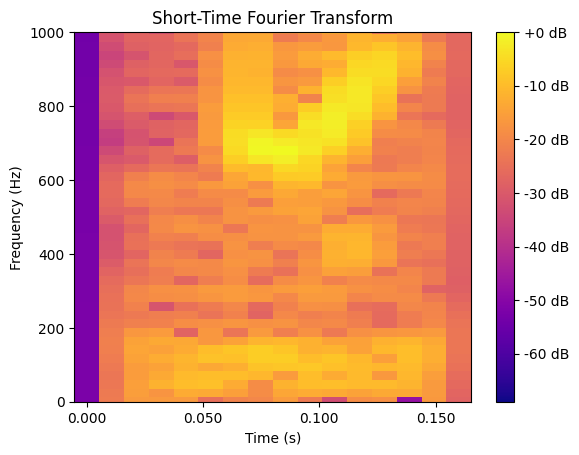 Short-Time Fourier Transform
1000
800
600
400
200
0
Frequency (Hz)
0.000
0.050
0.100
0.150
Time (s)
+0 dB
-10 dB
-20 dB
-30 dB
-40 dB
-50 dB
-60 dB